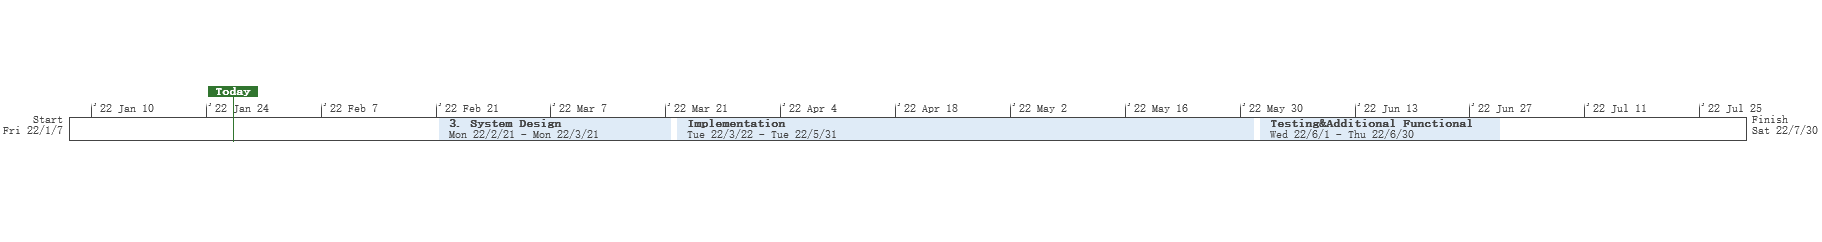 Today
22 Jan 10
22 Jan 24
22 Feb 7
22 Feb 21
22 Mar 7
22 Mar 21
22 Apr 4
22 Apr 18
22 May 2
22 May 16
22 May 30
22 Jun 13
22 Jun 27
22 Jul 11
22 Jul 25
Start
Fri 22/1/7
3. System Design
Mon 22/2/21 - Mon 22/3/21
Implementation
Tue 22/3/22 - Tue 22/5/31
Testing&Additional Functional
Wed 22/6/1 - Thu 22/6/30
Finish
Sat 22/7/30